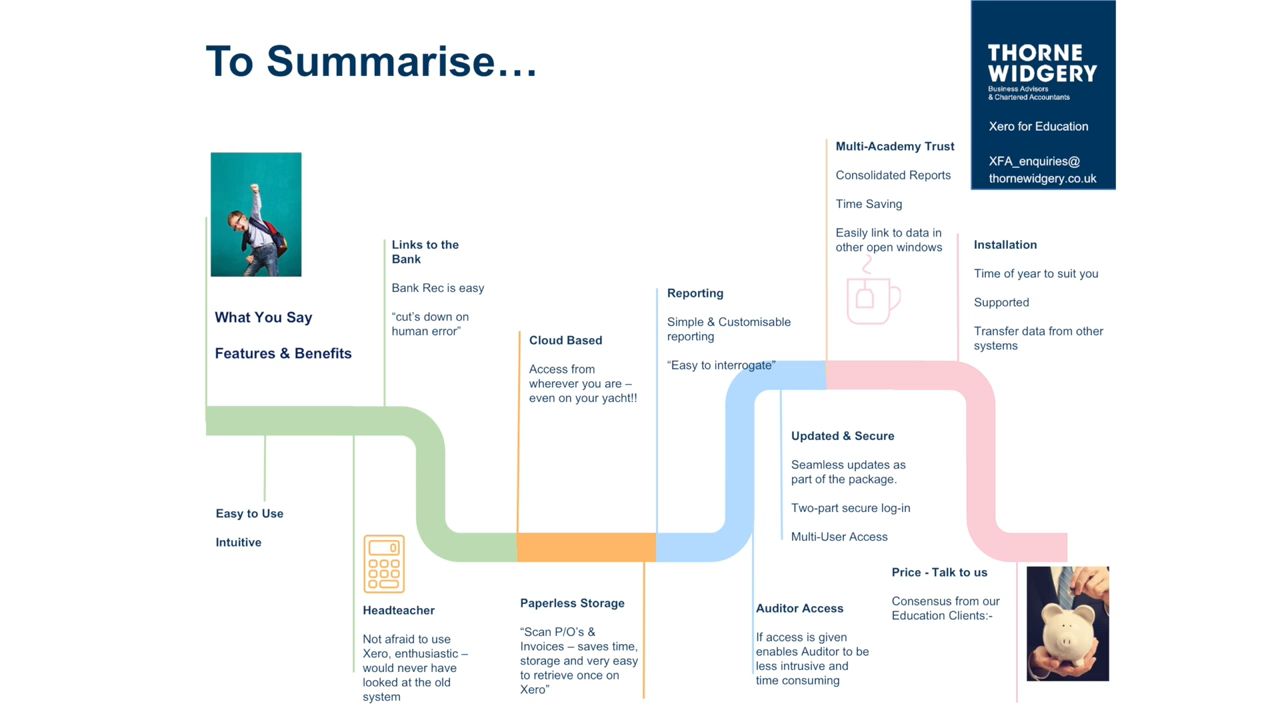 To Summarise…
THORNE
WIDGERY
Business Advisors
& Chartered Accountants
Xero for Education
XFA_enquiries@
thornewidgery.co.uk
What You Say
Features & Benefits
Easy to Use
Intuitive
Links to the
Bank
Bank Rec is easy
“cut’s down on
human error”
0
Headteacher
Not afraid to use
Xero, enthusiastic –
would never have
looked at the old
system
Cloud Based
Access from
wherever you are –
even on your yacht!!
Paperless Storage
“Scan P/O’s &
Invoices – saves time,
storage and very easy
to retrieve once on
Xero”
Reporting
Simple & Customisable
reporting
“Easy to interrogate”
Auditor Access
If access is given
enables Auditor to be
less intrusive and
time consuming
Updated & Secure
Seamless updates as
part of the package.
Two-part secure log-in
Multi-User Access
Multi-Academy Trust
Consolidated Reports
Time Saving
Easily link to data in
other open windows
Installation
Time of year to suit you
Supported
Transfer data from other
systems
Price - Talk to us
Consensus from our
Education Clients:-